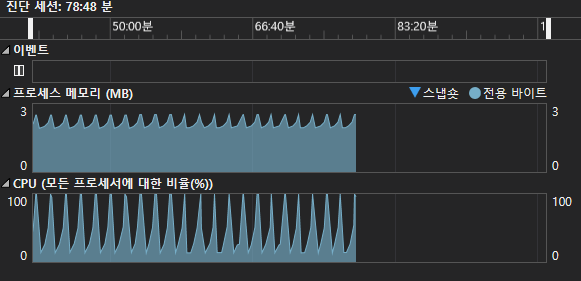 진단 세션: 78:48 분
50:00분 66:40분 83:20분 1
이벤트
프로세스 메모리 (MB) 스냅숏 전용 바이트
3 3
0 0
CPU (모든 프로세서에 대한 비율(%))
100 100
0 0